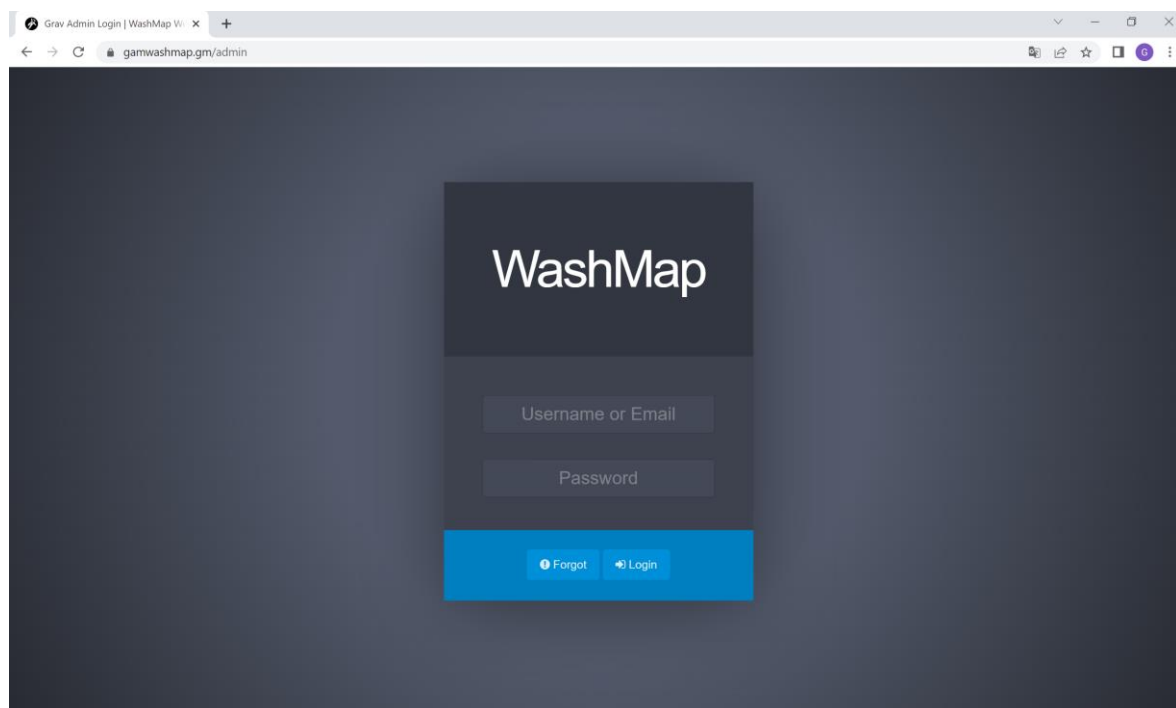 Grav Admin Login | WashMap W
gamwashmap.gm/admin
G
WashMap
Username or Email
Password
Forgot
Login